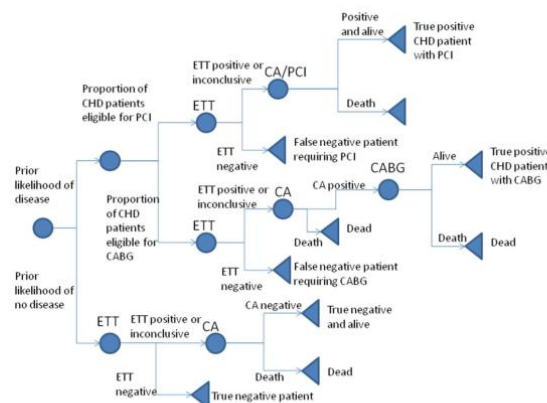 Positive
and alive
True positive
CHD patient
with PCI
ETT positive or
inconclusive
CA/PCI
Proportion of
CHD patients
eligible for PCI
ETT
Death
ETT
negative
False negative patient
requiring PCI
Prior
likelihood of
disease
Proportion
of CHD
patients
eligible for
CABG
ETT positive or
inconclusive
CA
CA positive
CABG
Alive
True positive
CHD patient
with CABG
ETT
Death
Dead
Death
Dead
ETT
negative
False negative patient
requiring CABG
Prior
likelihood of
no disease
ETT
ETT positive or
inconclusive
CA
CA negative
True negative
and alive
Death
Dead
ETT
negative
True negative patient